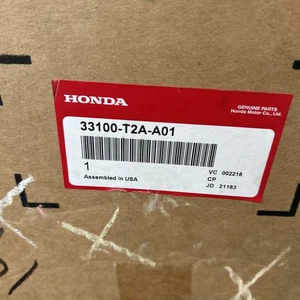 HONDA
GENUINE PARTS
Honda Motor Co., Ltd.
33100-T2A-A01
1
Assembled in USA
VC 002218
CP
JD 21183